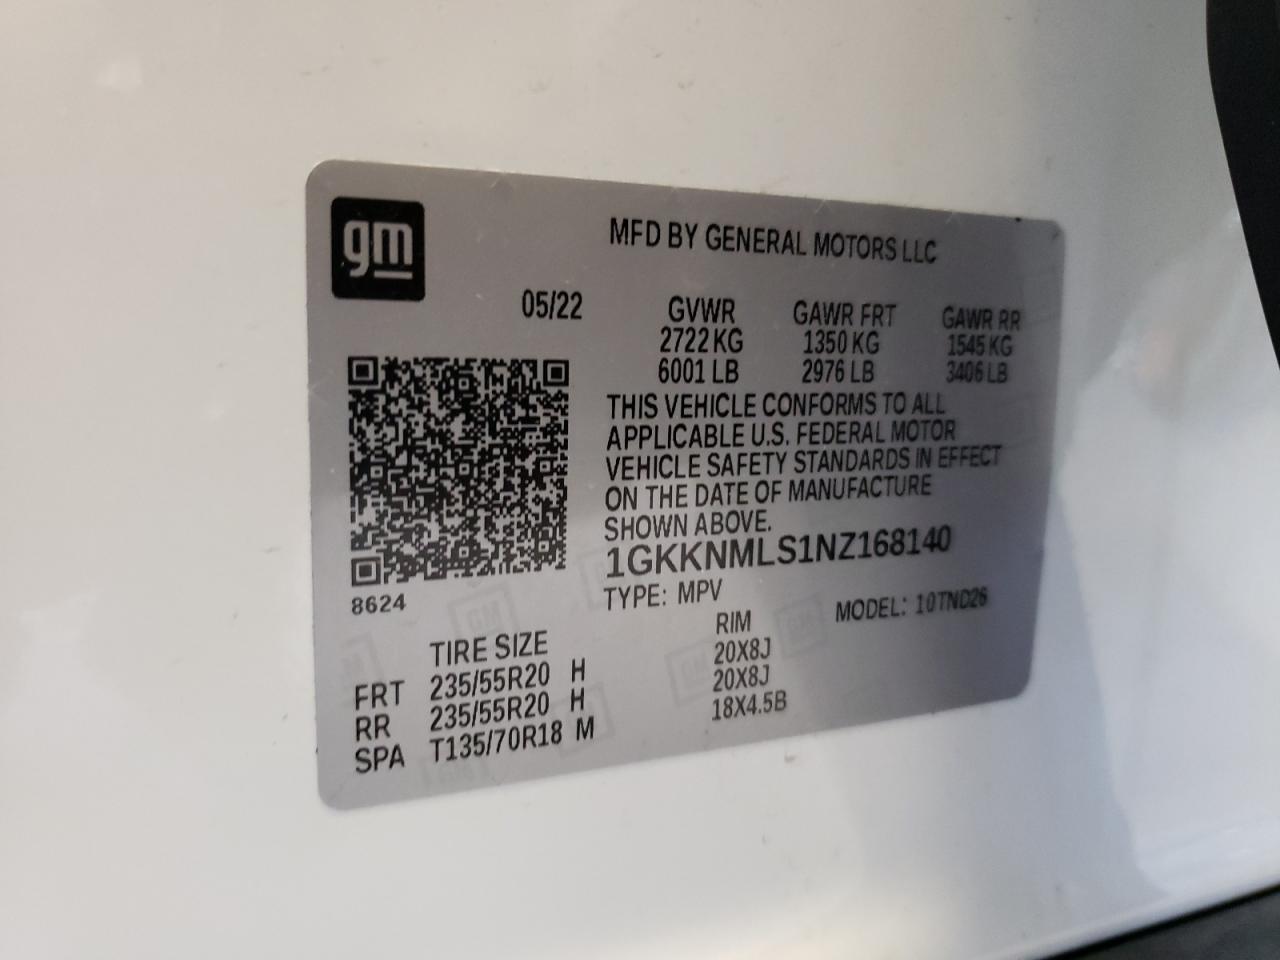 gm
MFD BY GENERAL MOTORS LLC
05/22 GVWR GAWR FRT GAWR RR
2722 KG 1350 KG 1545 KG
6001 LB 2976 LB 3406 LB
THIS VEHICLE CONFORMS TO ALL
APPLICABLE U.S. FEDERAL MOTOR
VEHICLE SAFETY STANDARDS IN EFFECT
ON THE DATE OF MANUFACTURE
SHOWN ABOVE.
1GKKNMLS1NZ168140
8624
TYPE: MPV MODEL: 10TND26
TIRE SIZE RIM
FRT 235/55R20 H 20X8J
RR 235/55R20 H 20X8J
SPA T135/70R18 M 18X4.5B